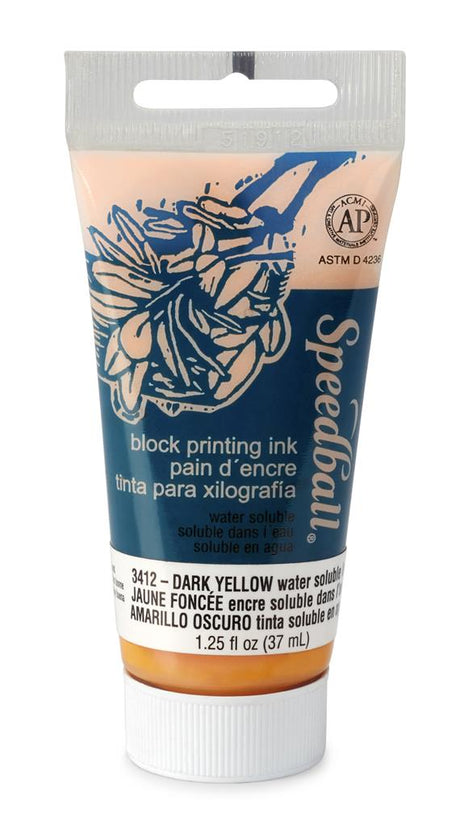 51912
ACMI
AP
ASTM D 4236
Speedball®
block printing ink
pain d´encre
tinta para xilografía
water soluble
soluble dans l´eau
soluble en agua
3412 – DARK YELLOW water soluble
JAUNE FONCÉE encre soluble dans l'
AMARILLO OSCURO tinta soluble en
1.25 fl oz (37 mL)